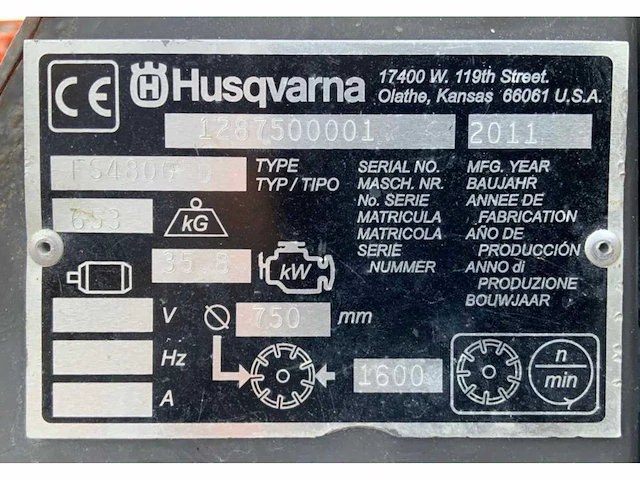 CE Husqvarna 17400 W. 119th Street.
Olathe, Kansas 66061 U.S.A.
1287500001 2011
FS4800 D TYPE SERIAL NO. MFG. YEAR
TYP / TIPO MASCH. NR. BAUJAHR
653 KG No. SERIE ANNEE DE
MATRICULA FABRICATION
MATRICOLA AÑO DE
35.8 kW SERIE PRODUCCIÓN
NUMMER ANNO di
PRODUZIONE
BOUWJAAR
V 750 mm
Hz 1600 n
min
A